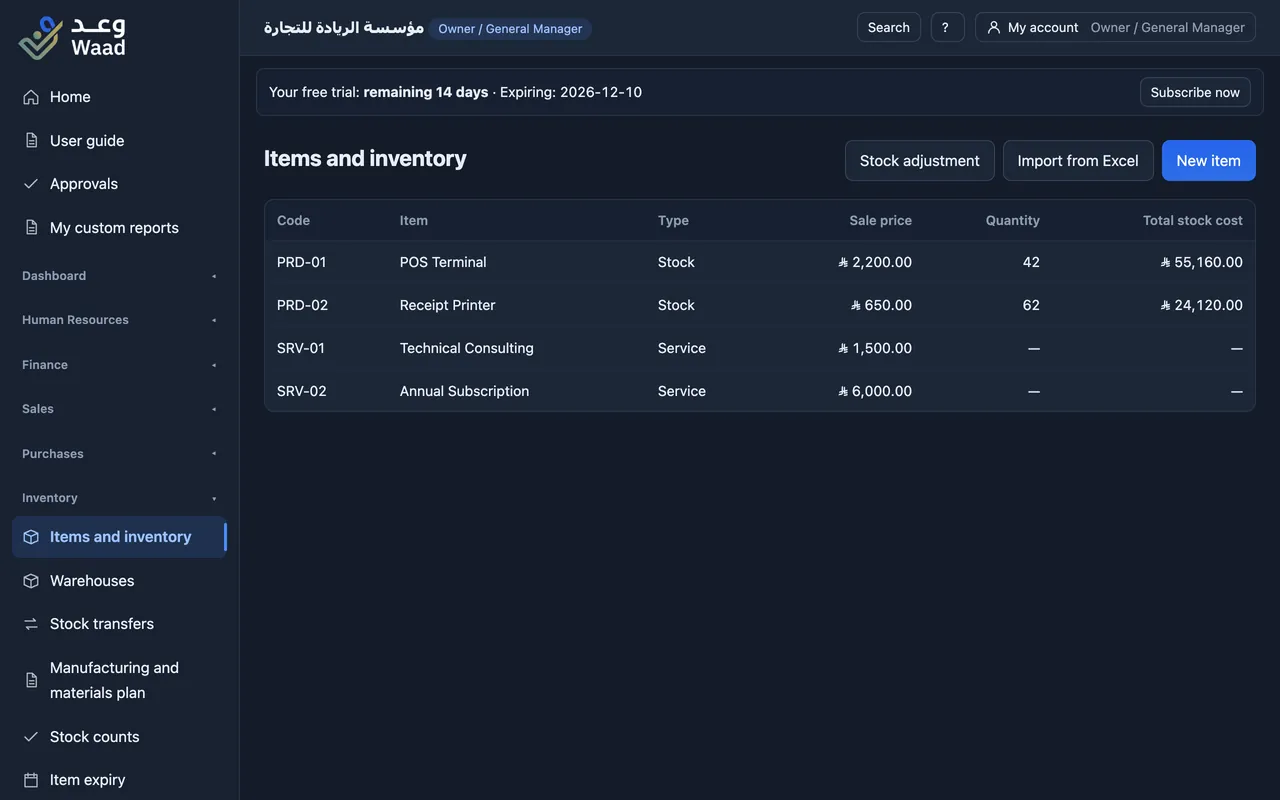 وعد
Waad
Home
User guide
Approvals
My custom reports
Dashboard
Human Resources
Finance
Sales
Purchases
Inventory
Items and inventory
Warehouses
Stock transfers
Manufacturing and
materials plan
Stock counts
Item expiry
مؤسسة الريادة للتجارة Owner / General Manager
Search ? My account Owner / General Manager
Your free trial: remaining 14 days · Expiring: 2026-12-10 Subscribe now
Items and inventory Stock adjustment Import from Excel New item
Code Item Type Sale price Quantity Total stock cost
PRD-01 POS Terminal Stock ⃁ 2,200.00 42 ⃁ 55,160.00
PRD-02 Receipt Printer Stock ⃁ 650.00 62 ⃁ 24,120.00
SRV-01 Technical Consulting Service ⃁ 1,500.00 — —
SRV-02 Annual Subscription Service ⃁ 6,000.00 — —